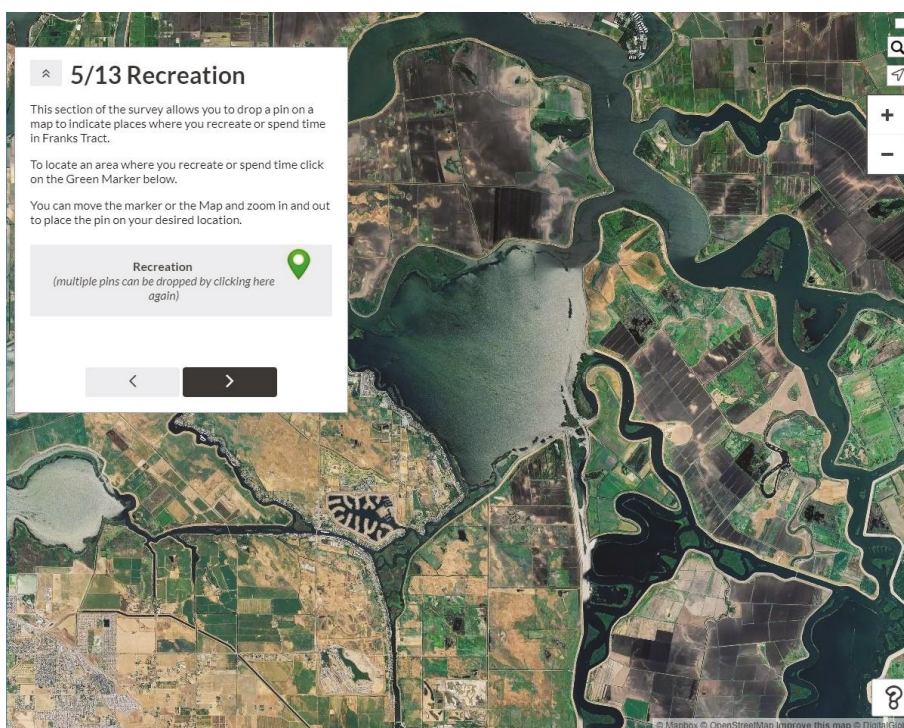 5/13 Recreation
This section of the survey allows you to drop a pin on a
map to indicate places where you recreate or spend time
in Franks Tract.
To locate an area where you recreate or spend time click
on the Green Marker below.
You can move the marker or the Map and zoom in and out
to place the pin on your desired location.
Recreation
(multiple pins can be dropped by clicking here
again)
© Mapbox © OpenStreetMap Improve this map © DigitalGlob